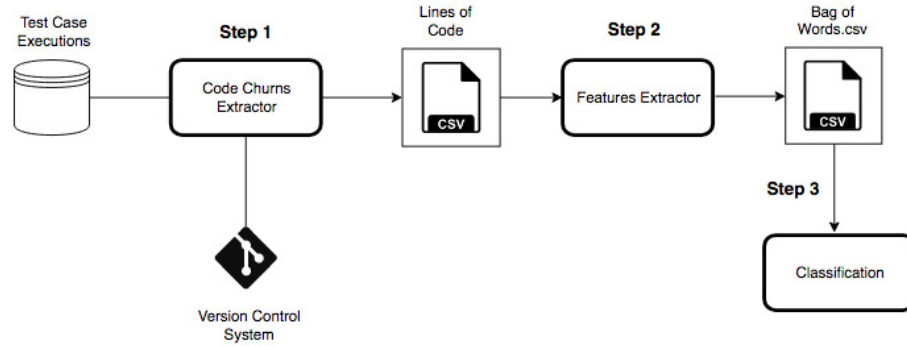 Test Case
Executions
Step 1
Code Churns
Extractor
Version Control
System
Lines of
Code
CSV
Step 2
Features Extractor
Bag of
Words.csv
CSV
Step 3
Classification